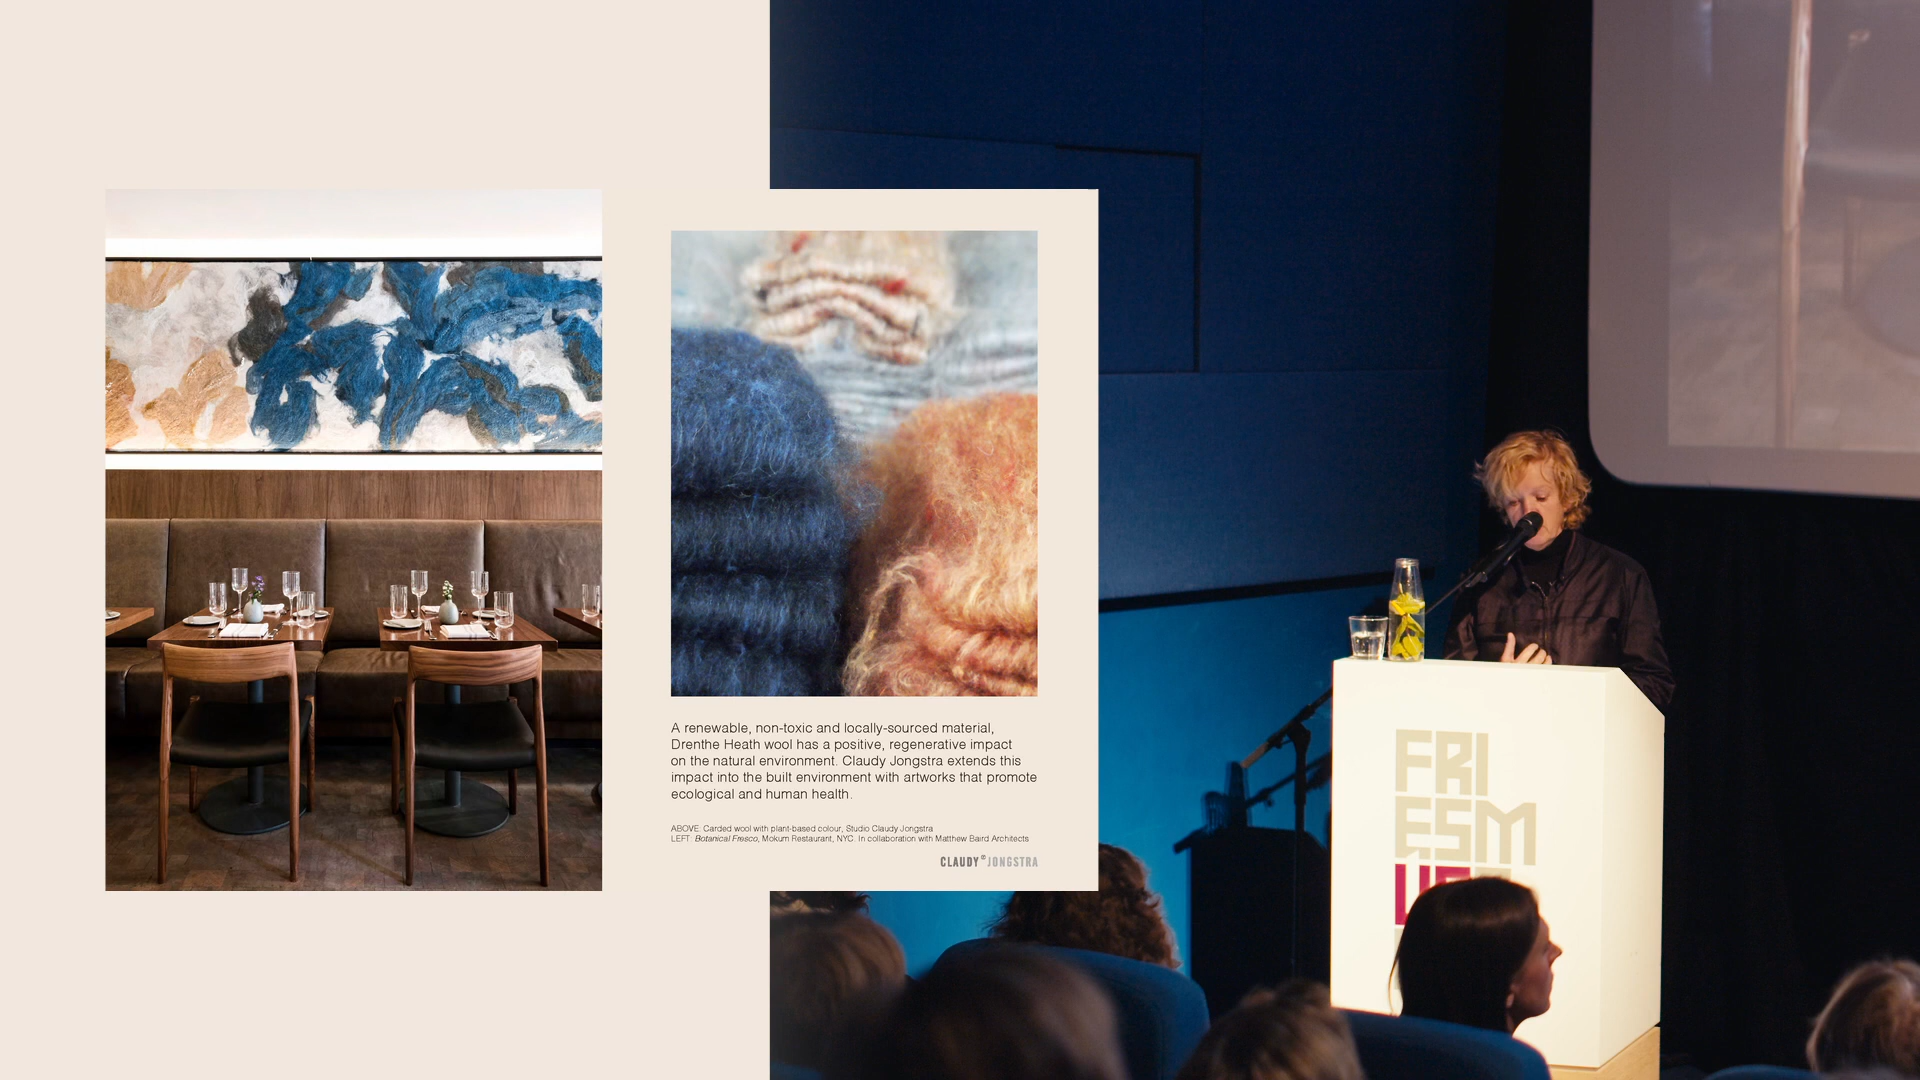 A renewable, non-toxic and locally-sourced material,
Drenthe Heath wool has a positive, regenerative impact
on the natural environment. Claudy Jongstra extends this
impact into the built environment with artworks that promote
ecological and human health.
ABOVE: Carded wool with plant-based colour, Studio Claudy Jongstra
LEFT: Botanical Fresco, Mokum Restaurant, NYC. In collaboration with Matthew Baird Architects
CLAUDY® JONGSTRA
FRI
ESM